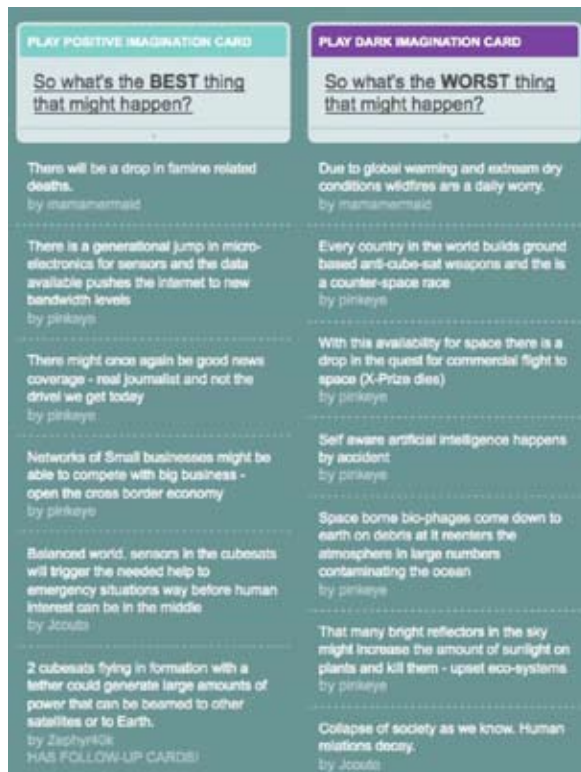 PLAY POSITIVE IMAGINATION CARD
So what's the BEST thing
that might happen?
There will be a drop in famine related
deaths.
by mamamermaid
There is a generational jump in micro-
electronics for sensors and the data
available pushes the internet to new
bandwidth levels
by pinkeye
There might once again be good news
coverage - real journalist and not the
drivel we get today
by pinkeye
Networks of Small businesses might be
able to compete with big business -
open the cross border economy
by pinkeye
Balanced world. sensors in the cubesats
will trigger the needed help to
emergency situations way before human
interest can be in the middle
by Jcouto
2 cubesats flying in formation with a
tether could generate large amounts of
power that can be beamed to other
satellites or to Earth.
by Zephyr40k
HAS FOLLOW-UP CARDS!
PLAY DARK IMAGINATION CARD
So what's the WORST thing
that might happen?
Due to global warming and extream dry
conditions wildfires are a daily worry.
by mamamermaid
Every country in the world builds ground
based anti-cube-sat weapons and the is
a counter-space race
by pinkeye
With this availability for space there is a
drop in the quest for commercial flight to
space (X-Prize dies)
by pinkeye
Self aware artificial intelligence happens
by accident
by pinkeye
Space borne bio-phages come down to
earth on debris at it reenters the
atmosphere in large numbers
contaminating the ocean
by pinkeye
That many bright reflectors in the sky
might increase the amount of sunlight on
plants and kill them - upset eco-systems
by pinkeye
Collapse of society as we know. Human
relations decay.
by Jcouto